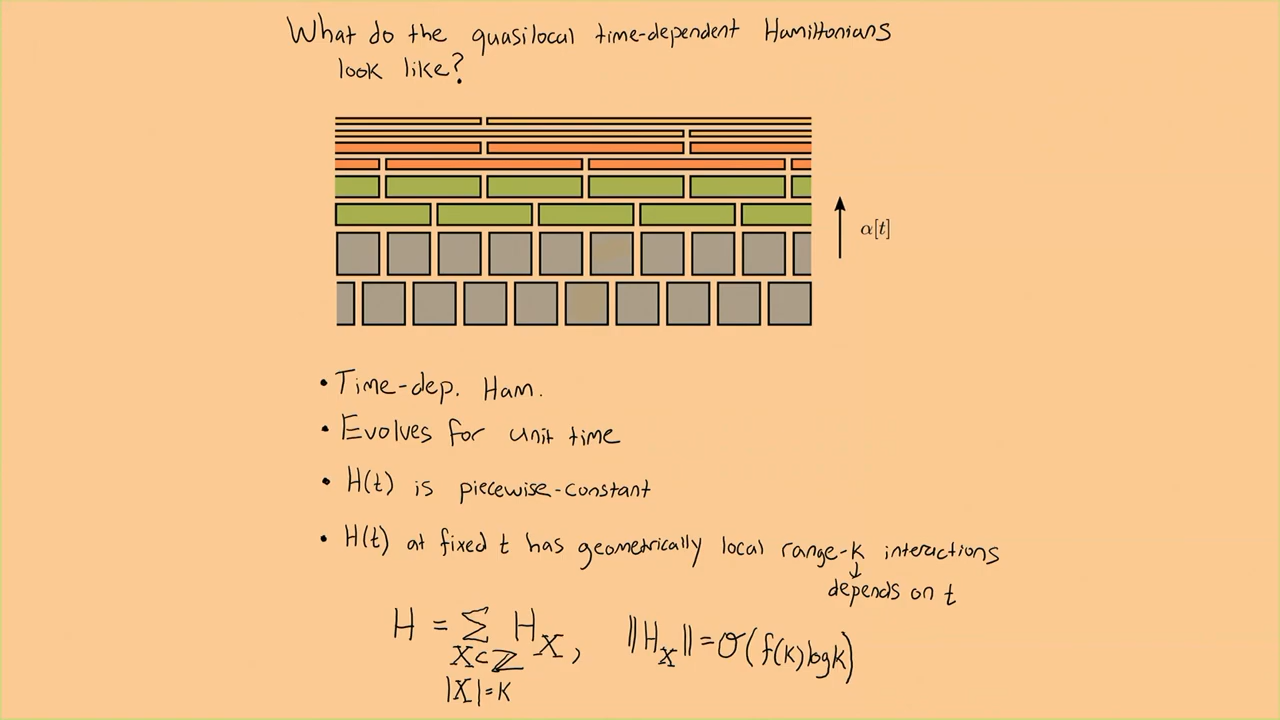 What do the quasilocal time-dependent Hamiltonians
look like?
α[t]
• Time-dep. Ham.
• Evolves for unit time
• H(t) is piecewise-constant
• H(t) at fixed t has geometrically local range-k interactions
↓
depends on t
H = ∑ H_X, ‖H_X‖ = O(f(k)logk)
X⊂ℤ
|X|=k